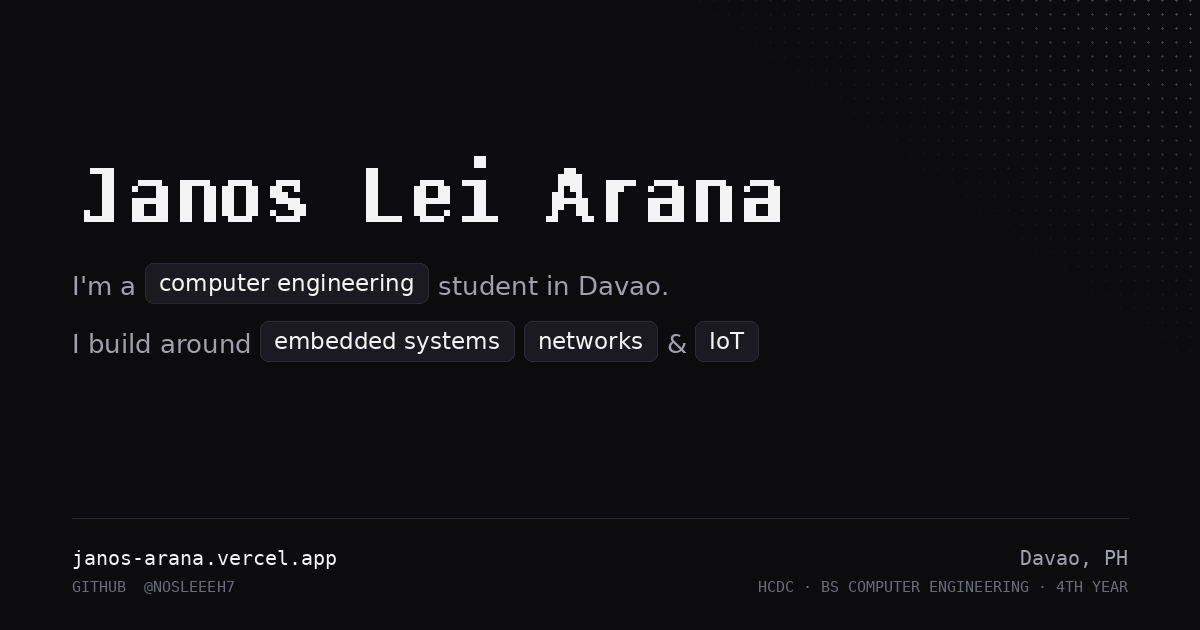 Janos Lei Arana
I'm a computer engineering student in Davao.
I build around embedded systems networks & IoT
janos-arana.vercel.app
Davao, PH
GITHUB @NOSLEEEH7
HCDC · BS COMPUTER ENGINEERING · 4TH YEAR